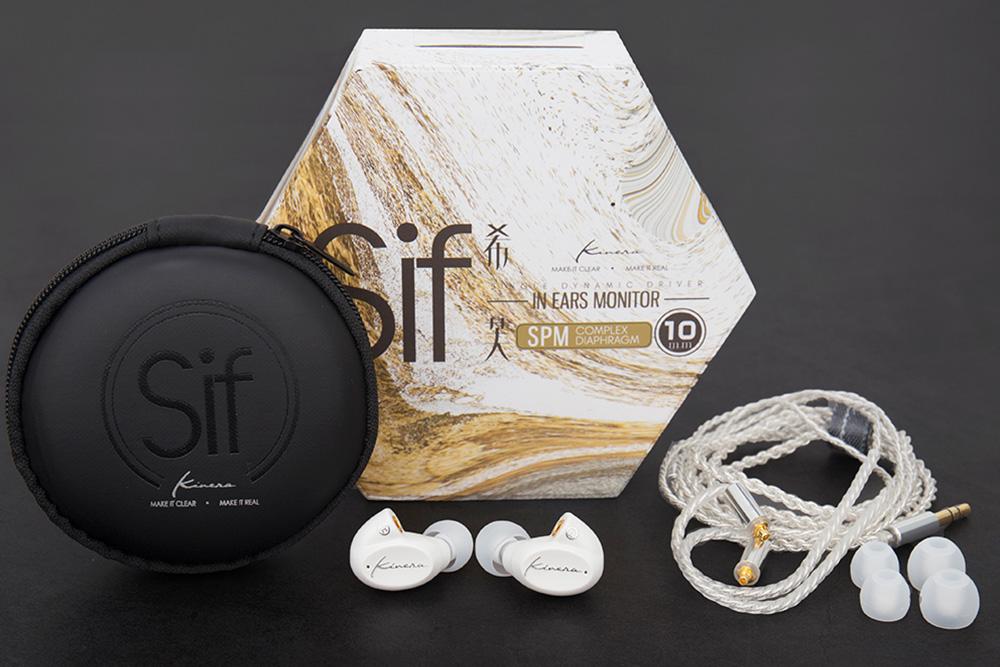 Sif
希
Kinera
MAKE IT CLEAR • MAKE IT REAL
SINGLE DYNAMIC DRIVER
IN EARS MONITOR
SPM COMPLEX
DIAPHRAGM
10
mm
Sif
Kinera
MAKE IT CLEAR • MAKE IT REAL
Kinera
Kinera